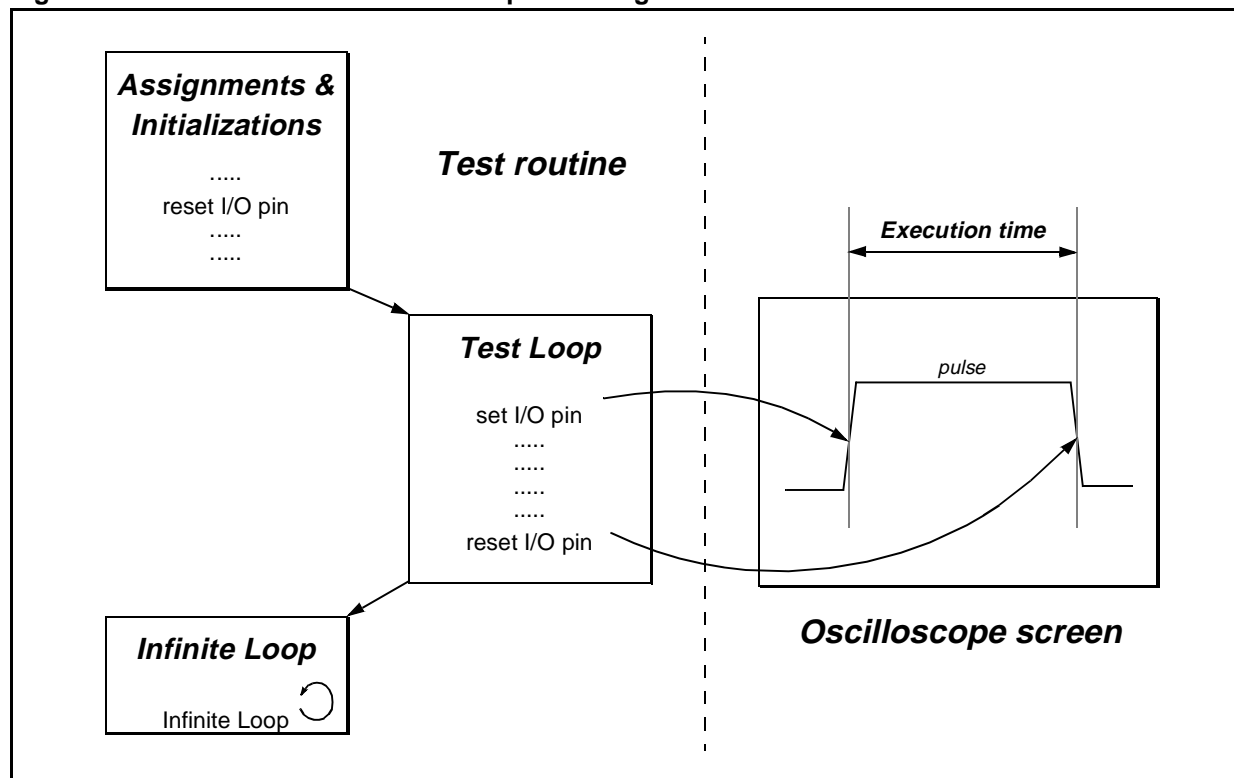 Assignments &
Initializations
.....
reset I/O pin
.....
.....
Test routine
Test Loop
set I/O pin
.....
.....
.....
.....
reset I/O pin
Infinite Loop
Infinite Loop
Execution time
pulse
Oscilloscope screen